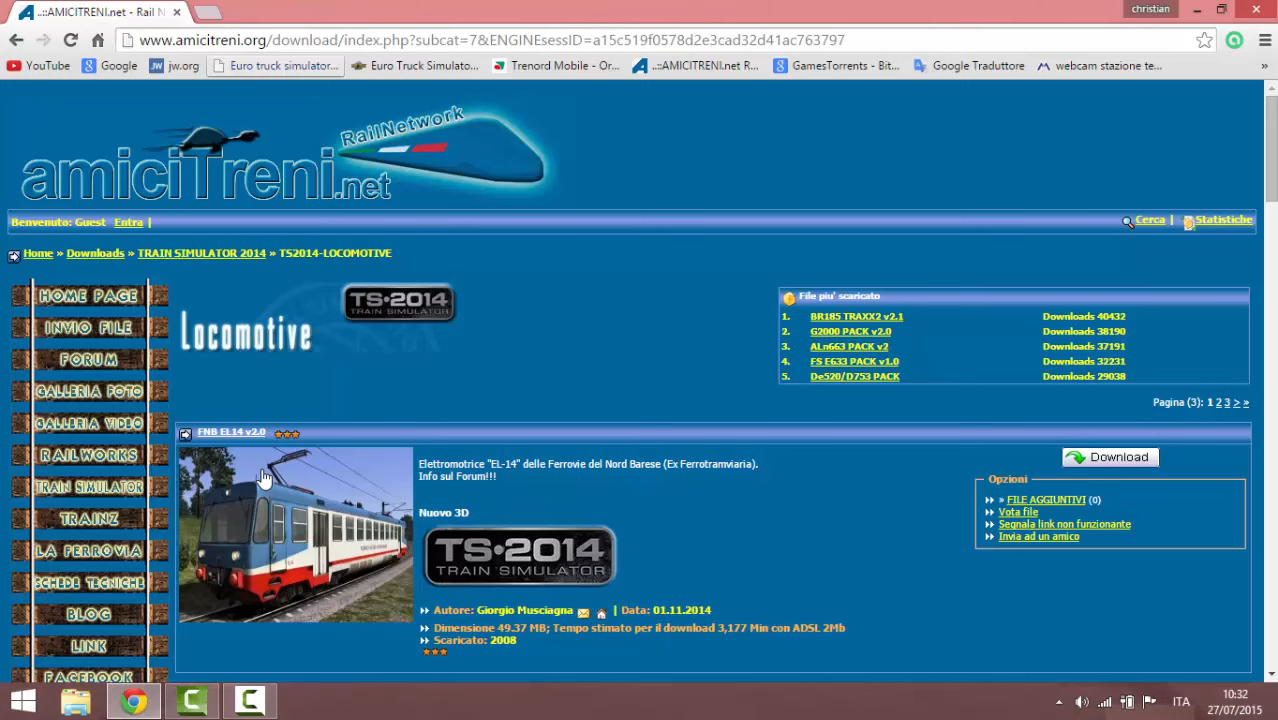 ..::AMICITRENI.net - Rail N
christian
www.amicitreni.org/download/index.php?subcat=7&ENGINEsessID=a15c519f0578d2e3cad32d41ac763797
YouTube
Google
jw.org
Euro truck simulator...
Euro Truck Simulato...
Trenord Mobile - Or...
..::AMICITRENI.net R...
GamesTorrents - Bit...
Google Traduttore
webcam stazione te...
»
amiciTreni.net
RailNetwork
Benvenuto: Guest Entra |
Cerca | Statistiche
Home » Downloads » TRAIN SIMULATOR 2014 » TS2014-LOCOMOTIVE
HOME PAGE
INVIO FILE
FORUM
GALLERIA FOTO
GALLERIA VIDEO
RAILWORKS
TRAIN SIMULATOR
TRAINZ
LA FERROVIA
SCHEDE TECNICHE
BLOG
LINK
FACEBOOK
Locomotive
TS·2014
TRAIN SIMULATOR
File piu' scaricato
1. BR185 TRAXX2 v2.1 Downloads 40432
2. G2000 PACK v2.0 Downloads 38190
3. ALn663 PACK v2 Downloads 37191
4. FS E633 PACK v1.0 Downloads 32231
5. De520/D753 PACK Downloads 29038
Pagina (3): 1 2 3 > »
FNB EL14 v2.0
Elettromotrice "EL-14" delle Ferrovie del Nord Barese (Ex Ferrotramviaria).
Info sul Forum!!!
Nuovo 3D
TS·2014
TRAIN SIMULATOR
Autore: Giorgio Musciagna | Data: 01.11.2014
Dimensione 49.37 MB; Tempo stimato per il download 3,177 Min con ADSL 2Mb
Scaricato: 2008
Download
Opzioni
» FILE AGGIUNTIVI (0)
Vota file
Segnala link non funzionante
Invia ad un amico
ITA
10:32
27/07/2015